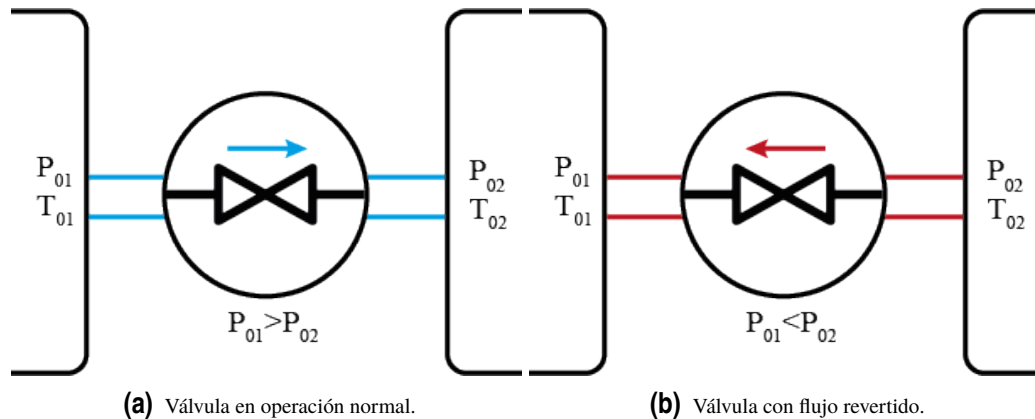 P₀₁
T₀₁
P₀₂
T₀₂
P₀₁>P₀₂
(a) Válvula en operación normal.
P₀₁
T₀₁
P₀₂
T₀₂
P₀₁<P₀₂
(b) Válvula con flujo revertido.